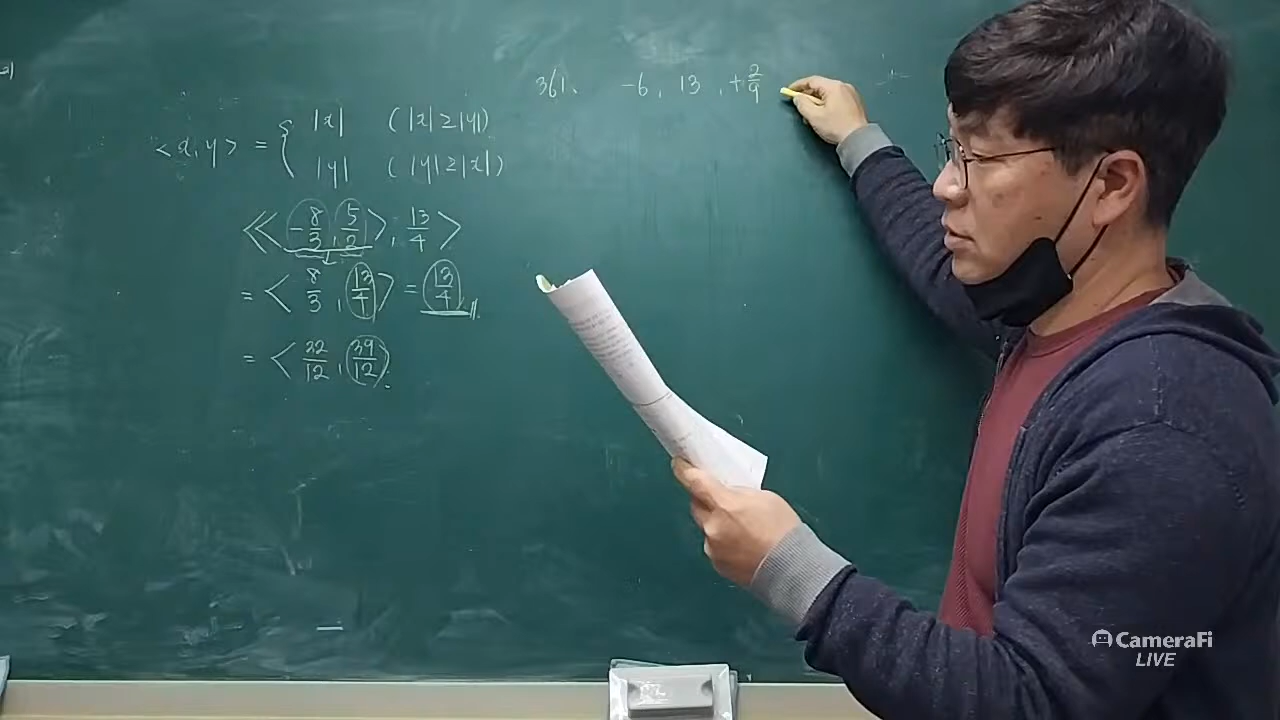 361. -6, 13, +2/9
<x, y> = { |x| (|x| ≥ |y|)
|y| (|y| ≥ |x|)
<<-8/3, 5/2>, 13/4>
= <8/3, 13/4> = 13/4
= <32/12, 39/12>
CameraFi
LIVE